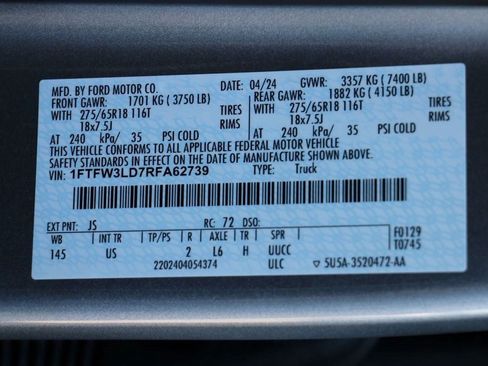 MFD. BY FORD MOTOR CO. DATE: 04/24 GVWR: 3357 KG (7400 LB)
FRONT GAWR: 1701 KG (3750 LB) REAR GAWR: 1882 KG (4150 LB)
WITH 275/65R18 116T TIRES WITH 275/65R18 116T TIRES
18x7.5J RIMS 18x7.5J RIMS
AT 240 kPa/ 35 PSI COLD AT 240 kPa/ 35 PSI COLD
THIS VEHICLE CONFORMS TO ALL APPLICABLE FEDERAL MOTOR VEHICLE
SAFETY STANDARDS IN EFFECT ON THE DATE OF MANUFACTURE SHOWN ABOVE.
VIN: 1FTFW3LD7RFA62739 TYPE: Truck
EXT PNT: JS RC: 72 DSO: F0129
WB INT TR TP/PS R AXLE TR SPR T0745
145 US 2 L6 H UUCC
2202404054374 ULC ▽ 5U5A-3520472-AA